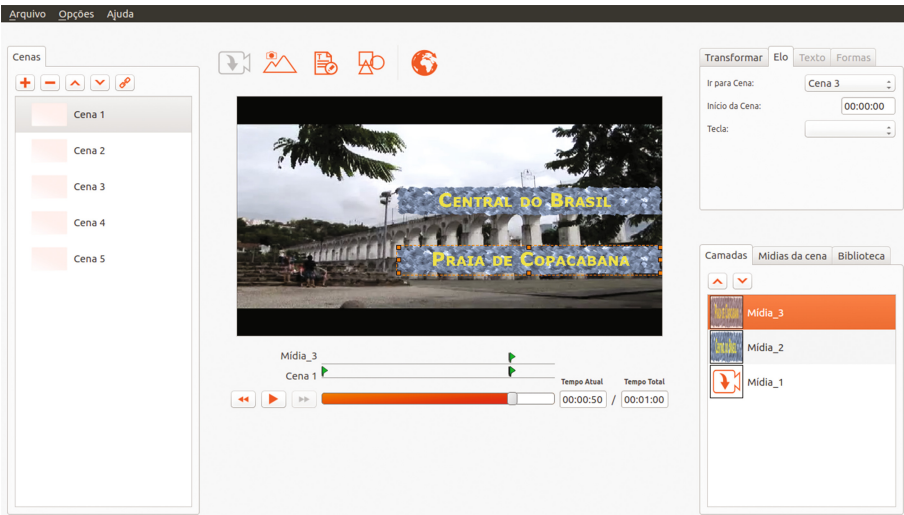 Arquivo Opções Ajuda
Cenas
Cena 1
Cena 2
Cena 3
Cena 4
Cena 5
CENTRAL DO BRASIL
PRAIA DE COPACABANA
Mídia_3
Cena 1
Tempo Atual Tempo Total
00:00:50 / 00:01:00
Transformar Elo Texto Formas
Ir para Cena: Cena 3
Início da Cena: 00:00:00
Tecla:
Camadas Midias da cena Biblioteca
Mídia_3
Mídia_2
Mídia_1